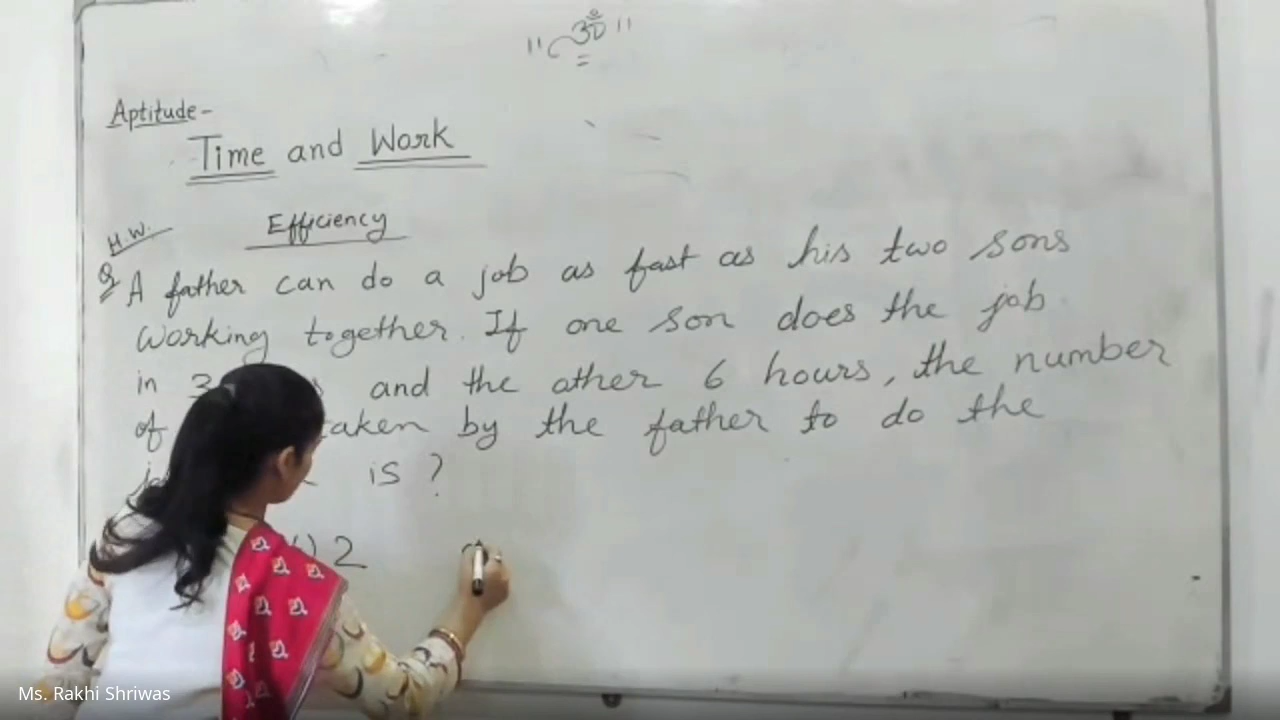 " ॐ "
Aptitude-
Time and Work
H.W. Efficiency
Q A father can do a job as fast as his two sons
working together. If one son does the job
in 3 and the other 6 hours, the number
of taken by the father to do the
is ?
2
Ms. Rakhi Shriwas